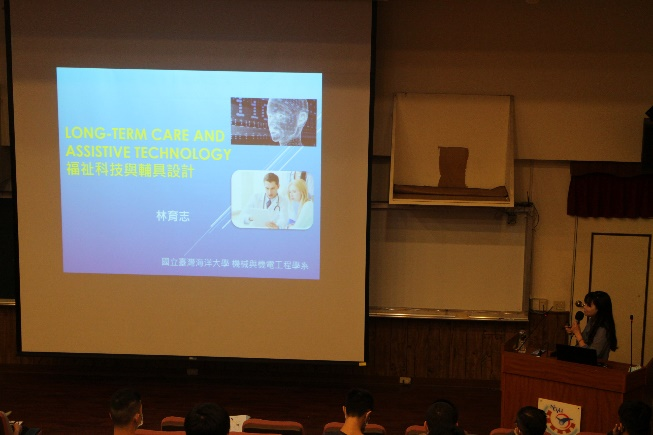 LONG-TERM CARE AND
ASSISTIVE TECHNOLOGY
福祉科技與輔具設計
林育志
國立臺灣海洋大學 機械與機電工程學系